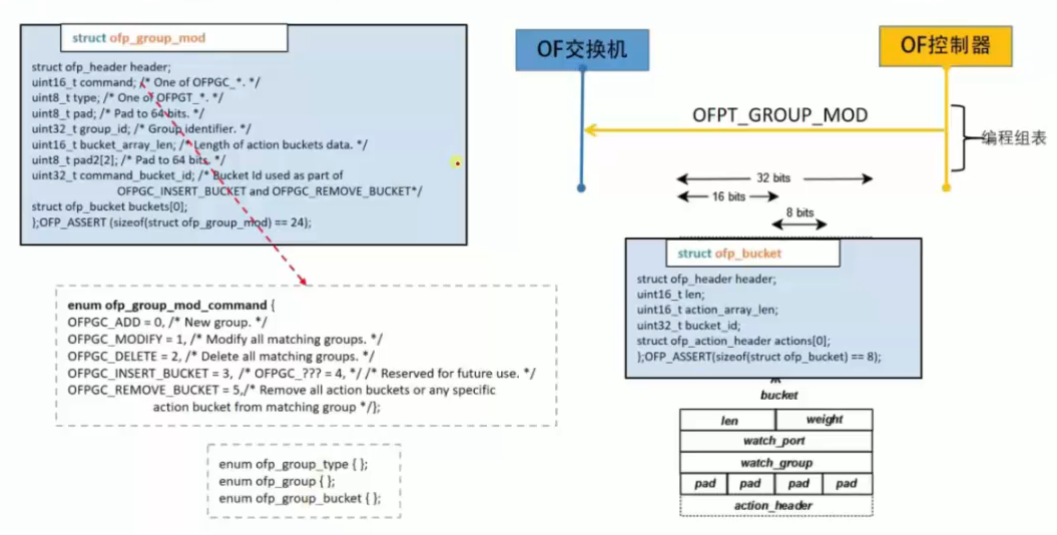 struct ofp_group_mod
struct ofp_header header;
uint16_t command; /* One of OFPGC_*. */
uint8_t type; /* One of OFPGT_*. */
uint8_t pad; /* Pad to 64 bits. */
uint32_t group_id; /* Group identifier. */
uint16_t bucket_array_len; /* Length of action buckets data. */
uint8_t pad2[2]; /* Pad to 64 bits. */
uint32_t command_bucket_id; /* Bucket Id used as part of
OFPGC_INSERT_BUCKET and OFPGC_REMOVE_BUCKET*/
struct ofp_bucket buckets[0];
};OFP_ASSERT (sizeof(struct ofp_group_mod) == 24);
enum ofp_group_mod_command {
OFPGC_ADD = 0, /* New group. */
OFPGC_MODIFY = 1, /* Modify all matching groups. */
OFPGC_DELETE = 2, /* Delete all matching groups. */
OFPGC_INSERT_BUCKET = 3, /* OFPGC_??? = 4, */ /* Reserved for future use. */
OFPGC_REMOVE_BUCKET = 5,/* Remove all action buckets or any specific
action bucket from matching group */};
enum ofp_group_type { };
enum ofp_group { };
enum ofp_group_bucket { };
OF交换机
OF控制器
OFPT_GROUP_MOD
编程组表
32 bits
16 bits
8 bits
struct ofp_bucket
struct ofp_header header;
uint16_t len;
uint16_t action_array_len;
uint32_t bucket_id;
struct ofp_action_header actions[0];
};OFP_ASSERT(sizeof(struct ofp_bucket) == 8);
bucket
len weight
watch_port
watch_group
pad pad pad pad
action_header